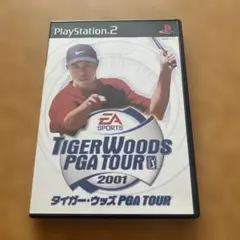 PlayStation.2
EA
SPORTS
TIGER WOODS
PGA TOUR
2001
タイガー・ウッズ PGA TOUR